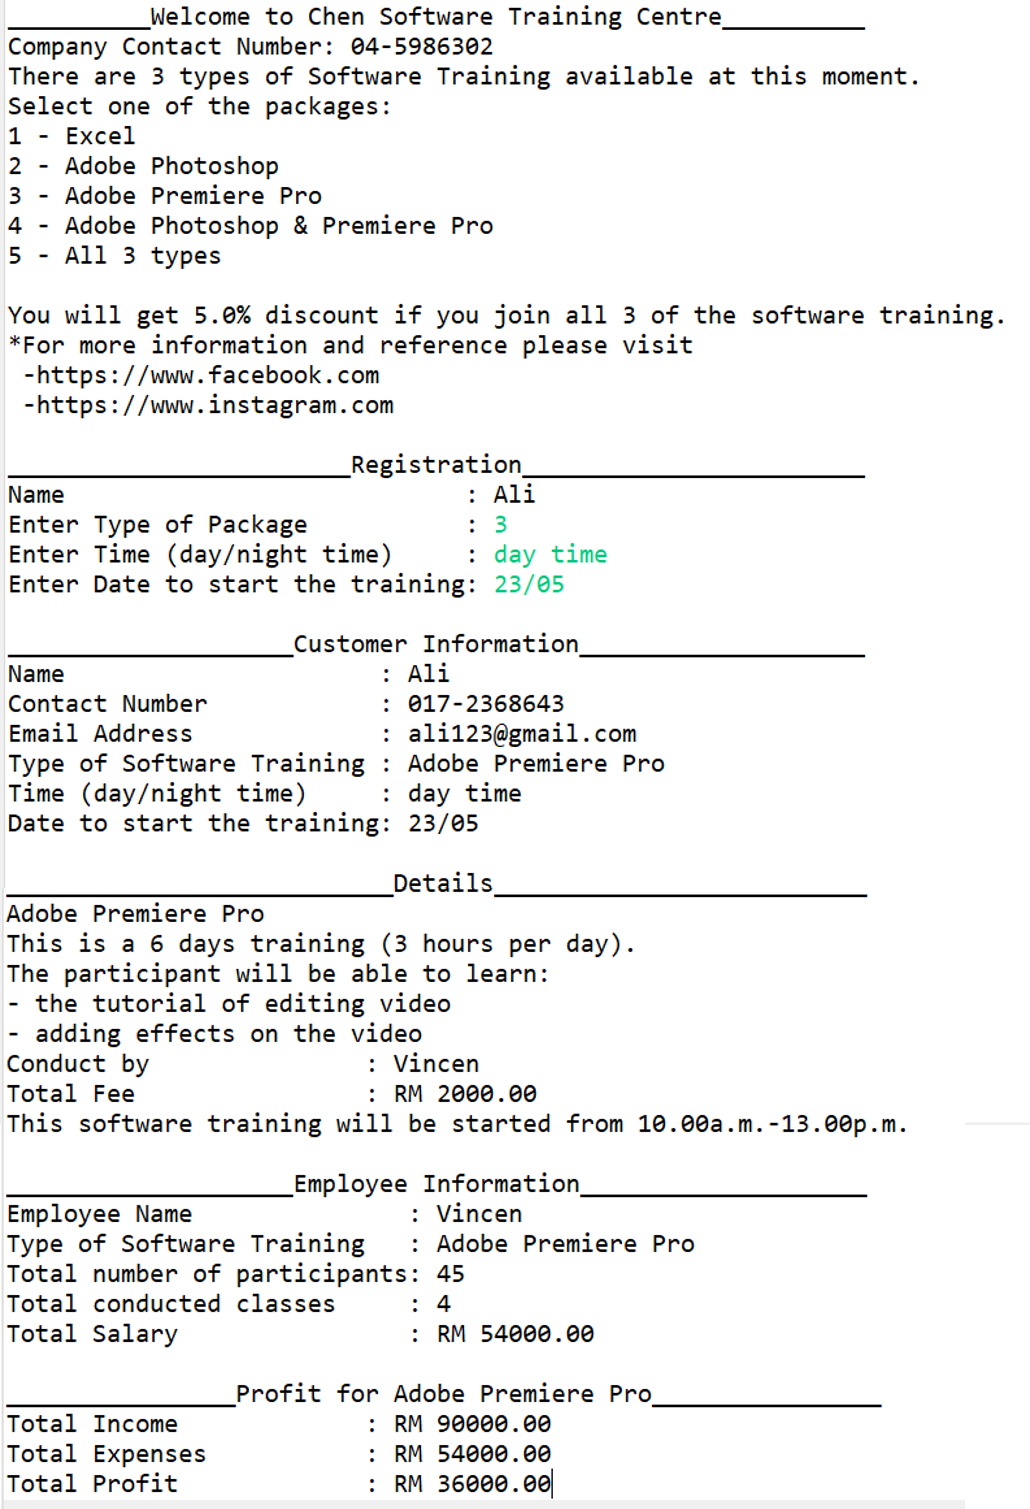 __________Welcome to Chen Software Training Centre__________
Company Contact Number: 04-5986302
There are 3 types of Software Training available at this moment.
Select one of the packages:
1 - Excel
2 - Adobe Photoshop
3 - Adobe Premiere Pro
4 - Adobe Photoshop & Premiere Pro
5 - All 3 types
You will get 5.0% discount if you join all 3 of the software training.
*For more information and reference please visit
-https://www.facebook.com
-https://www.instagram.com
________________________Registration________________________
Name : Ali
Enter Type of Package : 3
Enter Time (day/night time) : day time
Enter Date to start the training: 23/05
____________________Customer Information____________________
Name : Ali
Contact Number : 017-2368643
Email Address : ali123@gmail.com
Type of Software Training : Adobe Premiere Pro
Time (day/night time) : day time
Date to start the training: 23/05
___________________________Details__________________________
Adobe Premiere Pro
This is a 6 days training (3 hours per day).
The participant will be able to learn:
- the tutorial of editing video
- adding effects on the video
Conduct by : Vincen
Total Fee : RM 2000.00
This software training will be started from 10.00a.m.-13.00p.m.
____________________Employee Information____________________
Employee Name : Vincen
Type of Software Training : Adobe Premiere Pro
Total number of participants: 45
Total conducted classes : 4
Total Salary : RM 54000.00
________________Profit for Adobe Premiere Pro________________
Total Income : RM 90000.00
Total Expenses : RM 54000.00
Total Profit : RM 36000.00